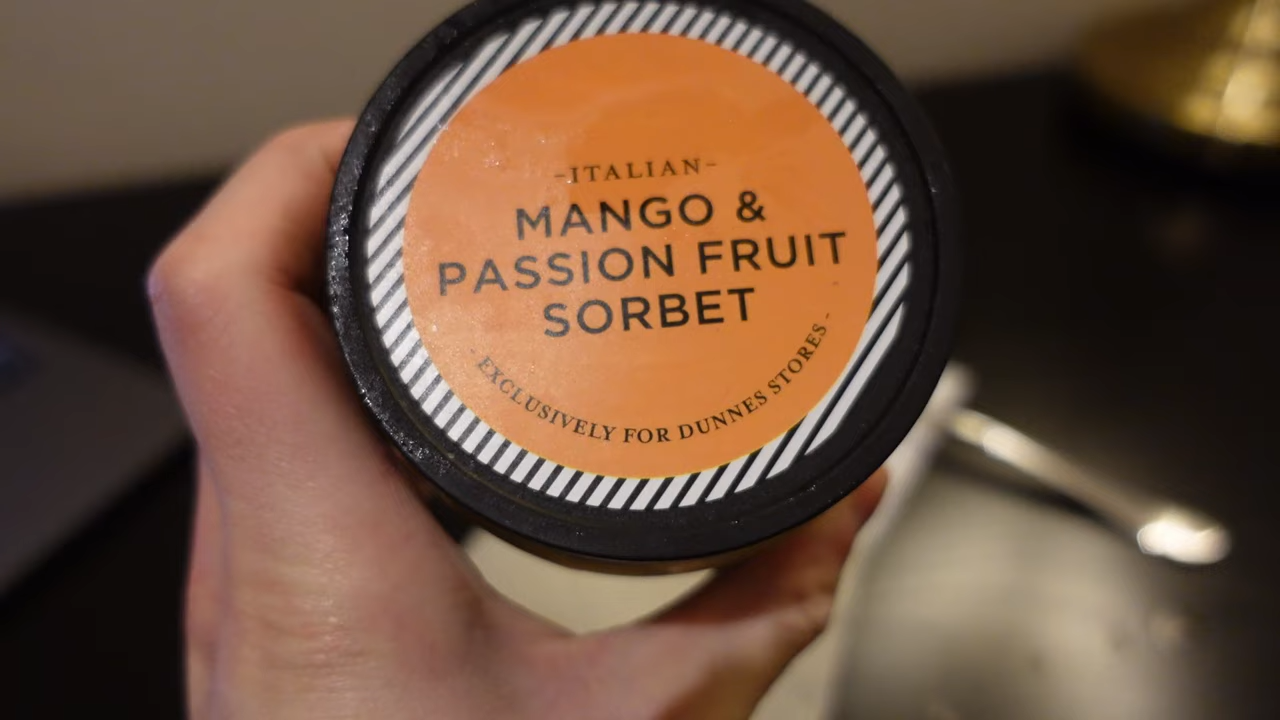 -ITALIAN-
MANGO &
PASSION FRUIT
SORBET
- EXCLUSIVELY FOR DUNNES STORES -